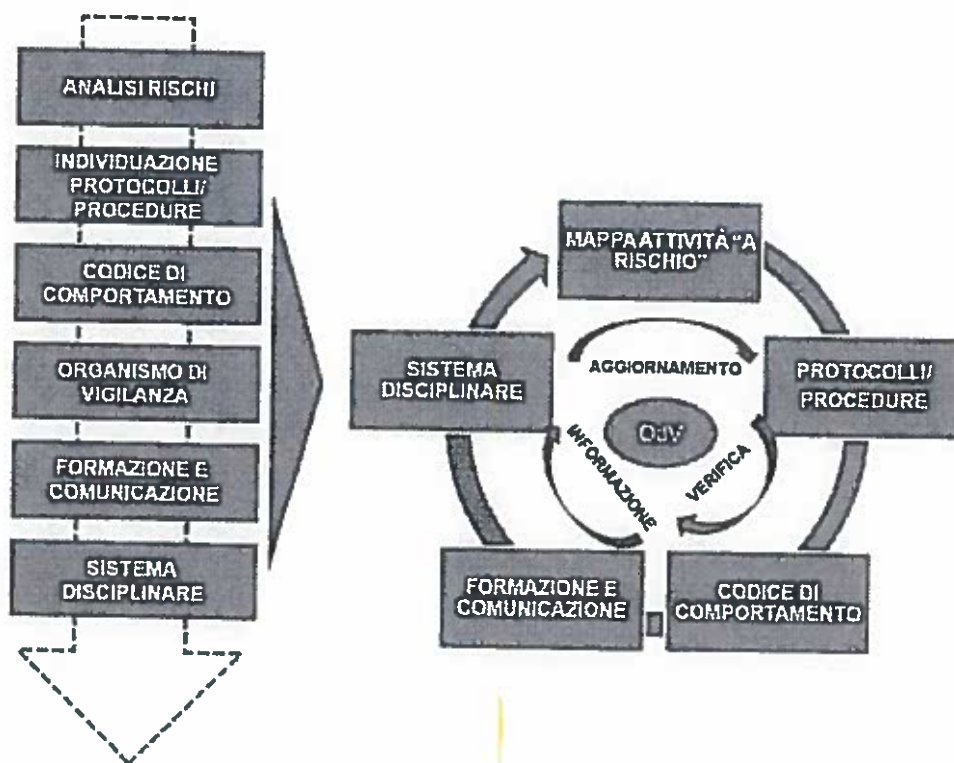 ANALISI RISCHI
INDIVIDUAZIONE
PROTOCOLLI/
PROCEDURE
CODICE DI
COMPORTAMENTO
ORGANISMO DI
VIGILANZA
FORMAZIONE E
COMUNICAZIONE
SISTEMA
DISCIPLINARE
MAPPA ATTIVITÀ "A
RISCHIO"
SISTEMA
DISCIPLINARE
AGGIORNAMENTO
PROTOCOLLI/
PROCEDURE
OdV
INFORMAZIONE
VERIFICA
FORMAZIONE E
COMUNICAZIONE
CODICE DI
COMPORTAMENTO